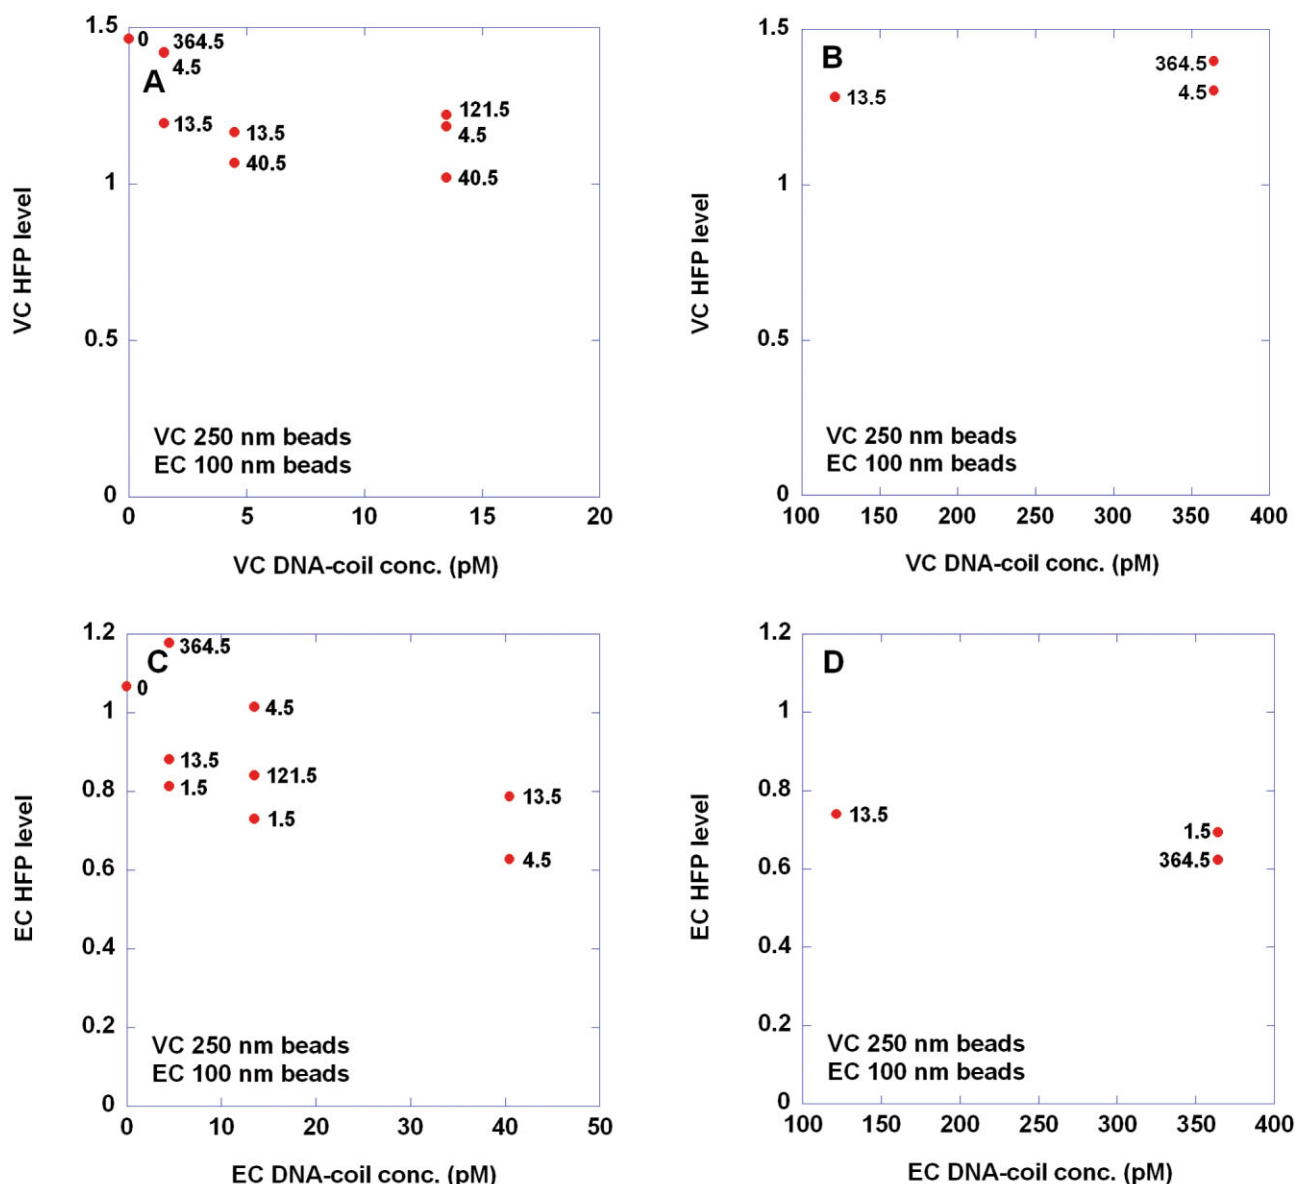 1.5
0
364.5
4.5
A
13.5
13.5
40.5
121.5
4.5
40.5
1
0.5
0
VC HFP level
VC 250 nm beads
EC 100 nm beads
0 5 10 15 20
VC DNA-coil conc. (pM)
1.5
B
364.5
13.5
4.5
1
0.5
0
VC HFP level
VC 250 nm beads
EC 100 nm beads
100 150 200 250 300 350 400
VC DNA-coil conc. (pM)
1.2
C
364.5
0
4.5
13.5
121.5
1.5
1.5
13.5
4.5
1
0.8
0.6
0.4
0.2
0
EC HFP level
VC 250 nm beads
EC 100 nm beads
0 10 20 30 40 50
EC DNA-coil conc. (pM)
1.2
D
1
0.8
13.5
1.5
364.5
0.6
0.4
0.2
0
EC HFP level
VC 250 nm beads
EC 100 nm beads
100 150 200 250 300 350 400
EC DNA-coil conc. (pM)